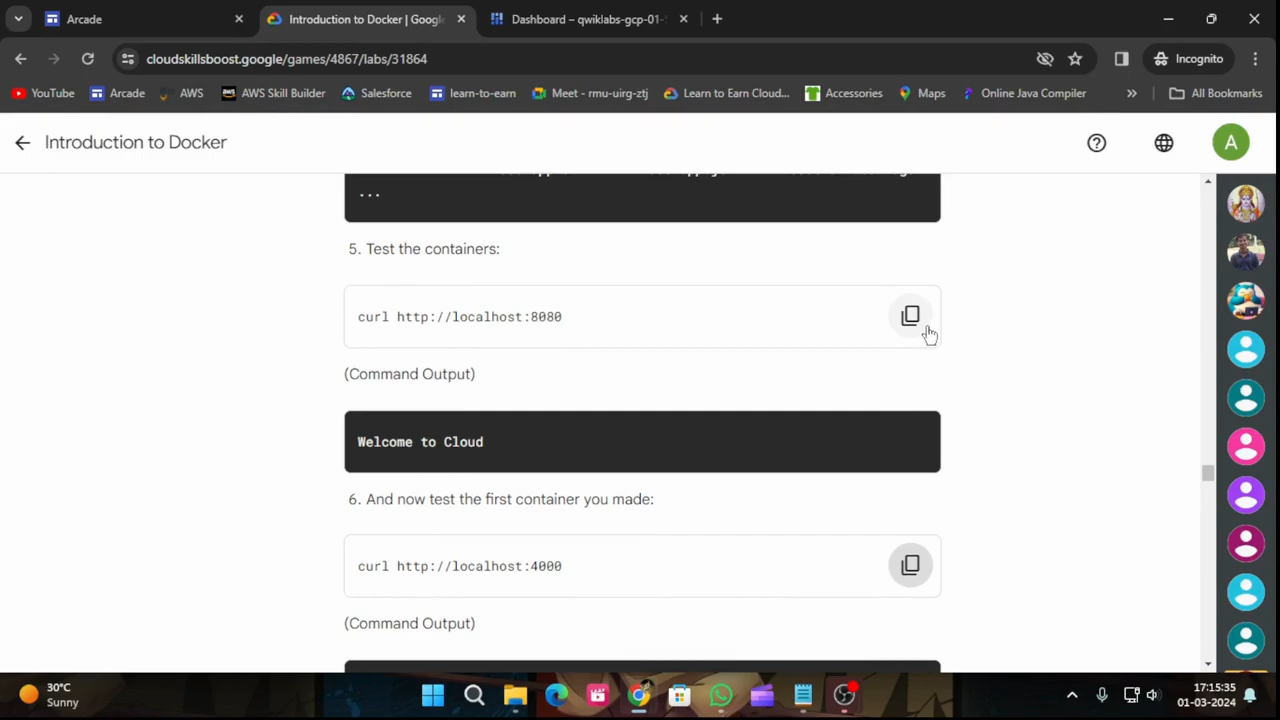 Arcade
Introduction to Docker | Google
Dashboard – qwiklabs-gcp-01-
cloudskillsboost.google/games/4867/labs/31864
Incognito
YouTube
Arcade
AWS
AWS Skill Builder
Salesforce
learn-to-earn
Meet - rmu-uirg-ztj
Learn to Earn Cloud...
Accessories
Maps
Online Java Compiler
All Bookmarks
Introduction to Docker
A
...
5. Test the containers:
curl http://localhost:8080
(Command Output)
Welcome to Cloud
6. And now test the first container you made:
curl http://localhost:4000
(Command Output)
30°C
Sunny
17:15:35
01-03-2024